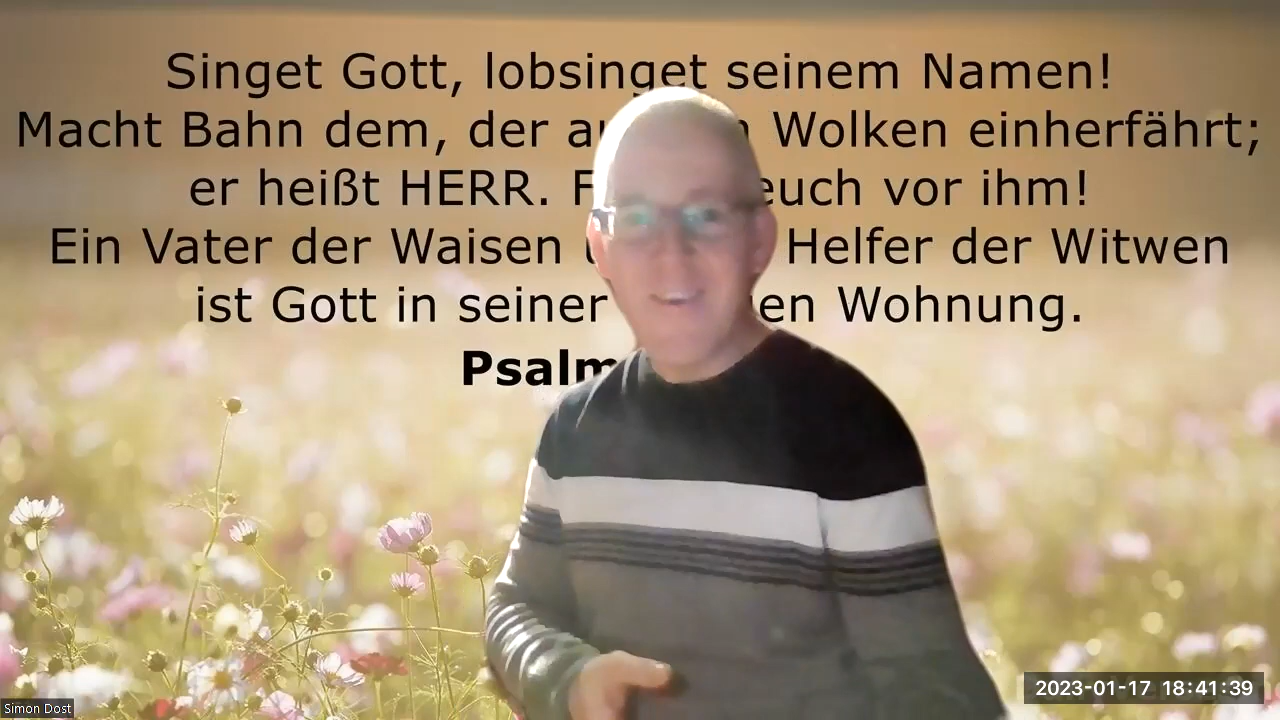 Singet Gott, lobsinget seinem Namen!
Macht Bahn dem, der Wolken einherfährt;
er heißt HERR. euch vor ihm!
Ein Vater der Waisen Helfer der Witwen
ist Gott in seiner Wohnung.
Psalm
Simon Dost
2023-01-17 18:41:39